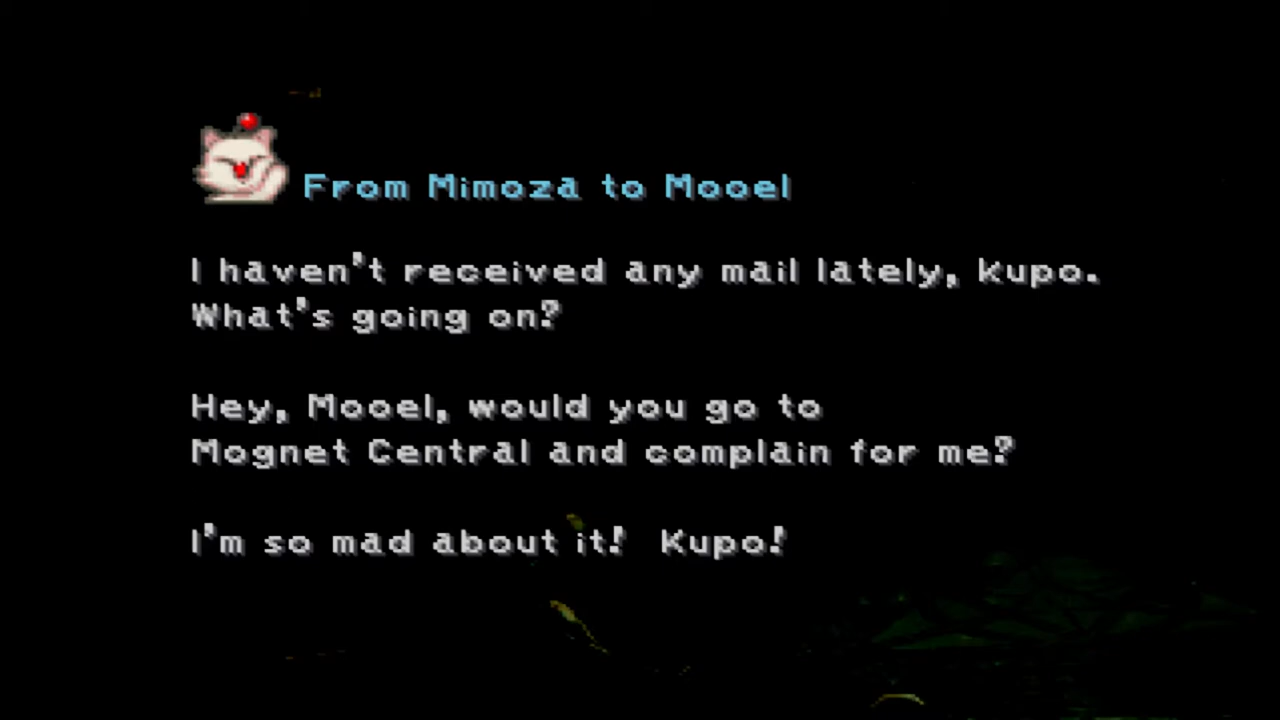 From Mimoza to Mooel
I haven't received any mail lately, kupo.
What's going on?
Hey, Mooel, would you go to
Mognet Central and complain for me?
I'm so mad about it! Kupo!